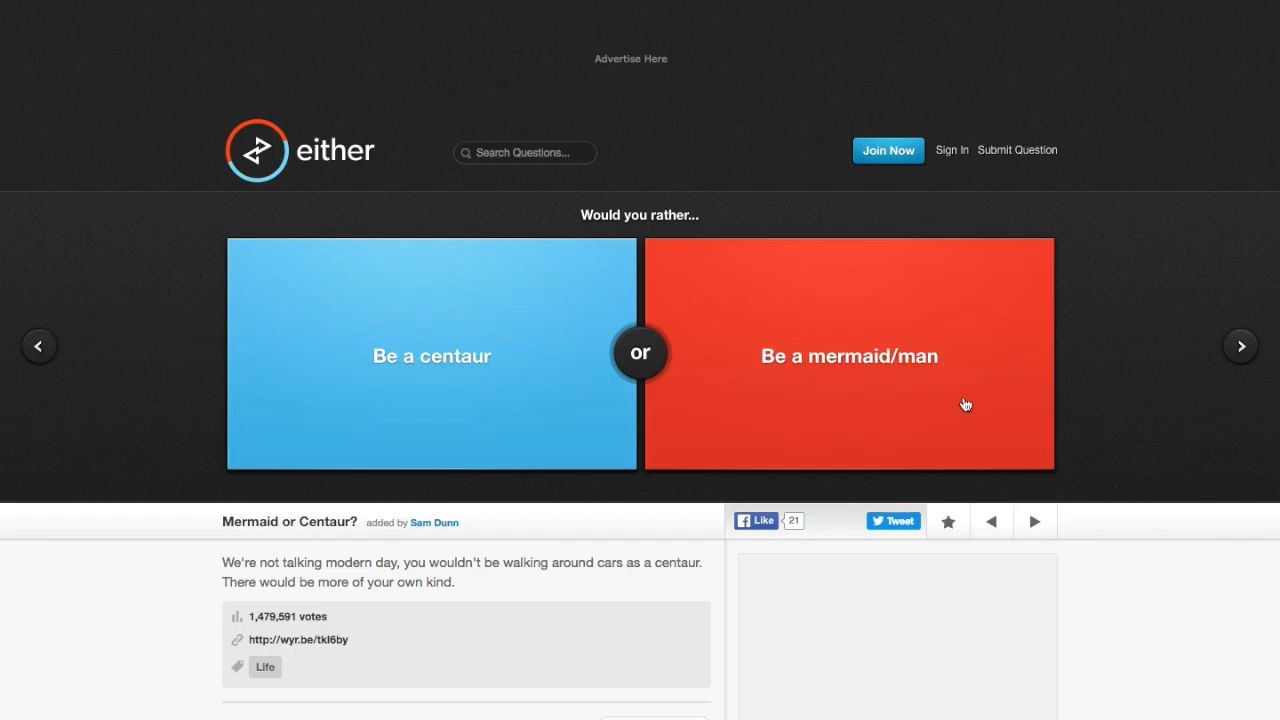 Advertise Here
either
Search Questions...
Join Now
Sign In
Submit Question
Would you rather...
Be a centaur
or
Be a mermaid/man
Mermaid or Centaur? added by Sam Dunn
Like 21
Tweet
We're not talking modern day, you wouldn't be walking around cars as a centaur.
There would be more of your own kind.
1,479,591 votes
http://wyr.be/tkI6by
Life